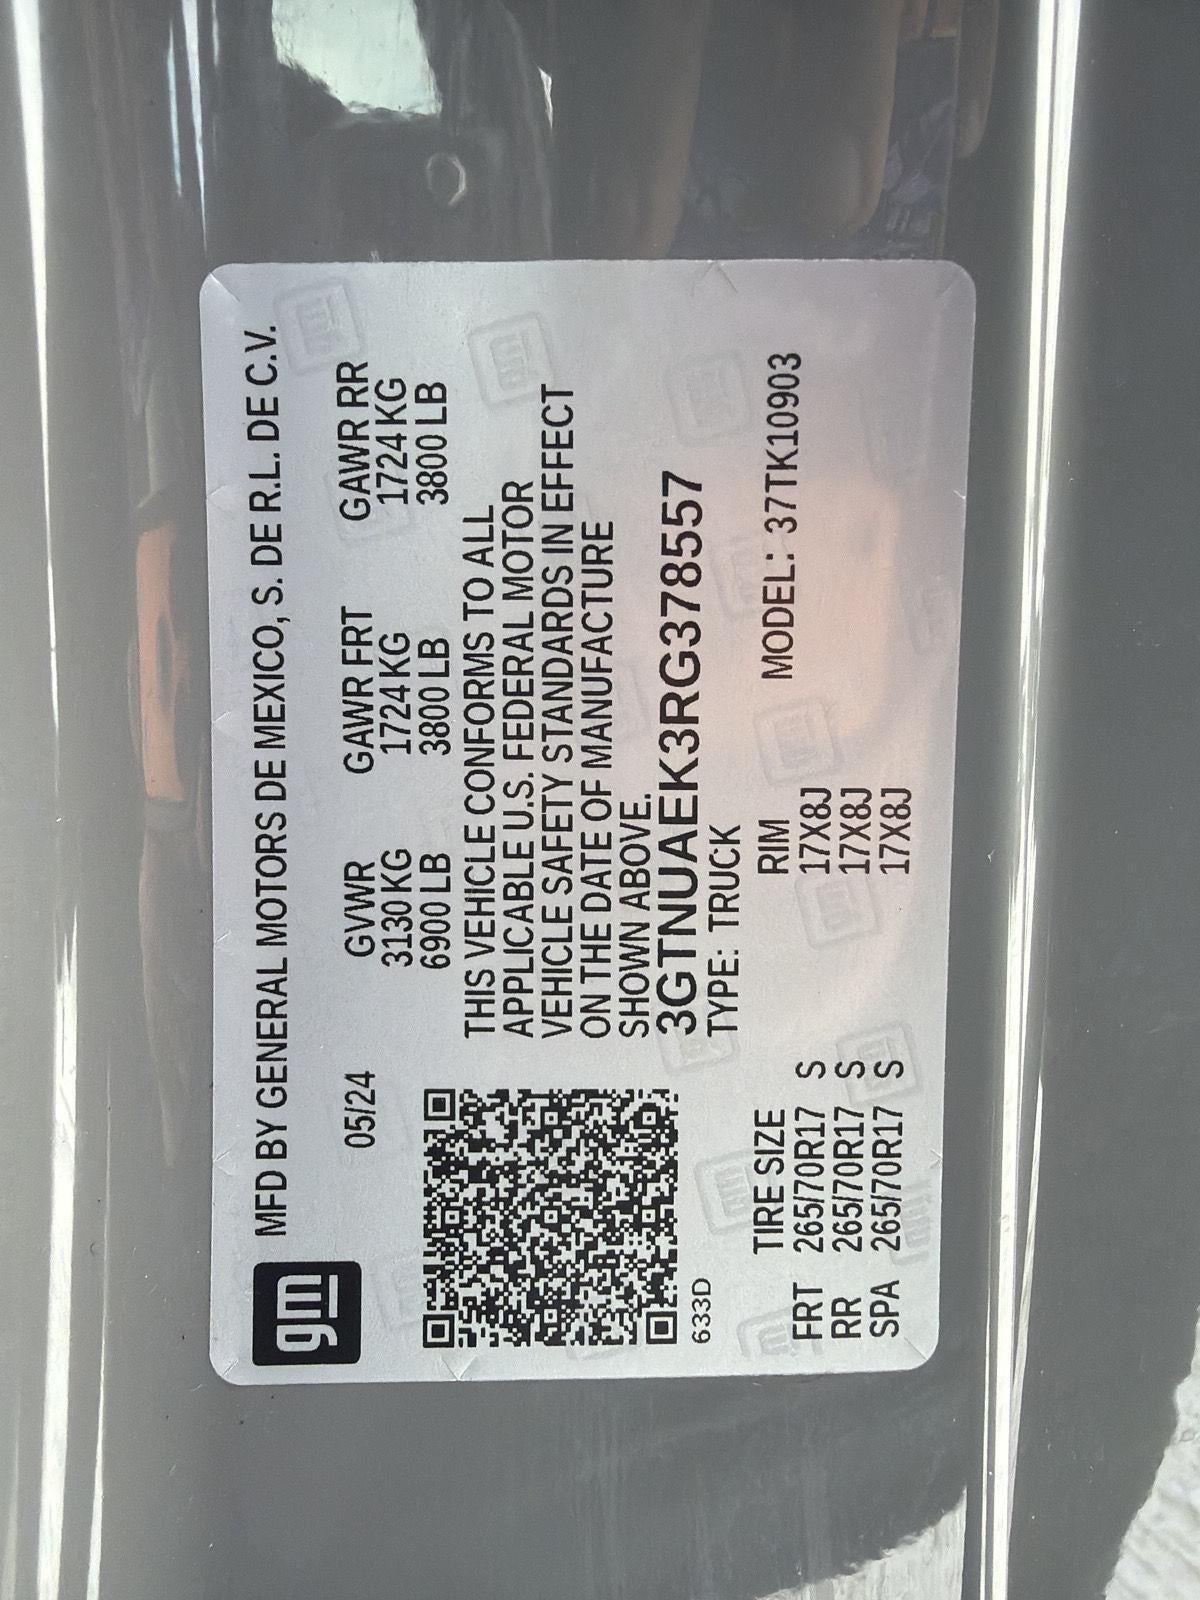 gm
MFD BY GENERAL MOTORS DE MEXICO, S. DE R.L. DE C.V.
05/24
GVWR GAWR FRT GAWR RR
3130 KG 1724 KG 1724 KG
6900 LB 3800 LB 3800 LB
THIS VEHICLE CONFORMS TO ALL
APPLICABLE U.S. FEDERAL MOTOR
VEHICLE SAFETY STANDARDS IN EFFECT
ON THE DATE OF MANUFACTURE
SHOWN ABOVE.
3GTNUAEK3RG378557
633D
TYPE: TRUCK
TIRE SIZE RIM MODEL: 37TK10903
FRT 265/70R17 S 17X8J
RR 265/70R17 S 17X8J
SPA 265/70R17 S 17X8J